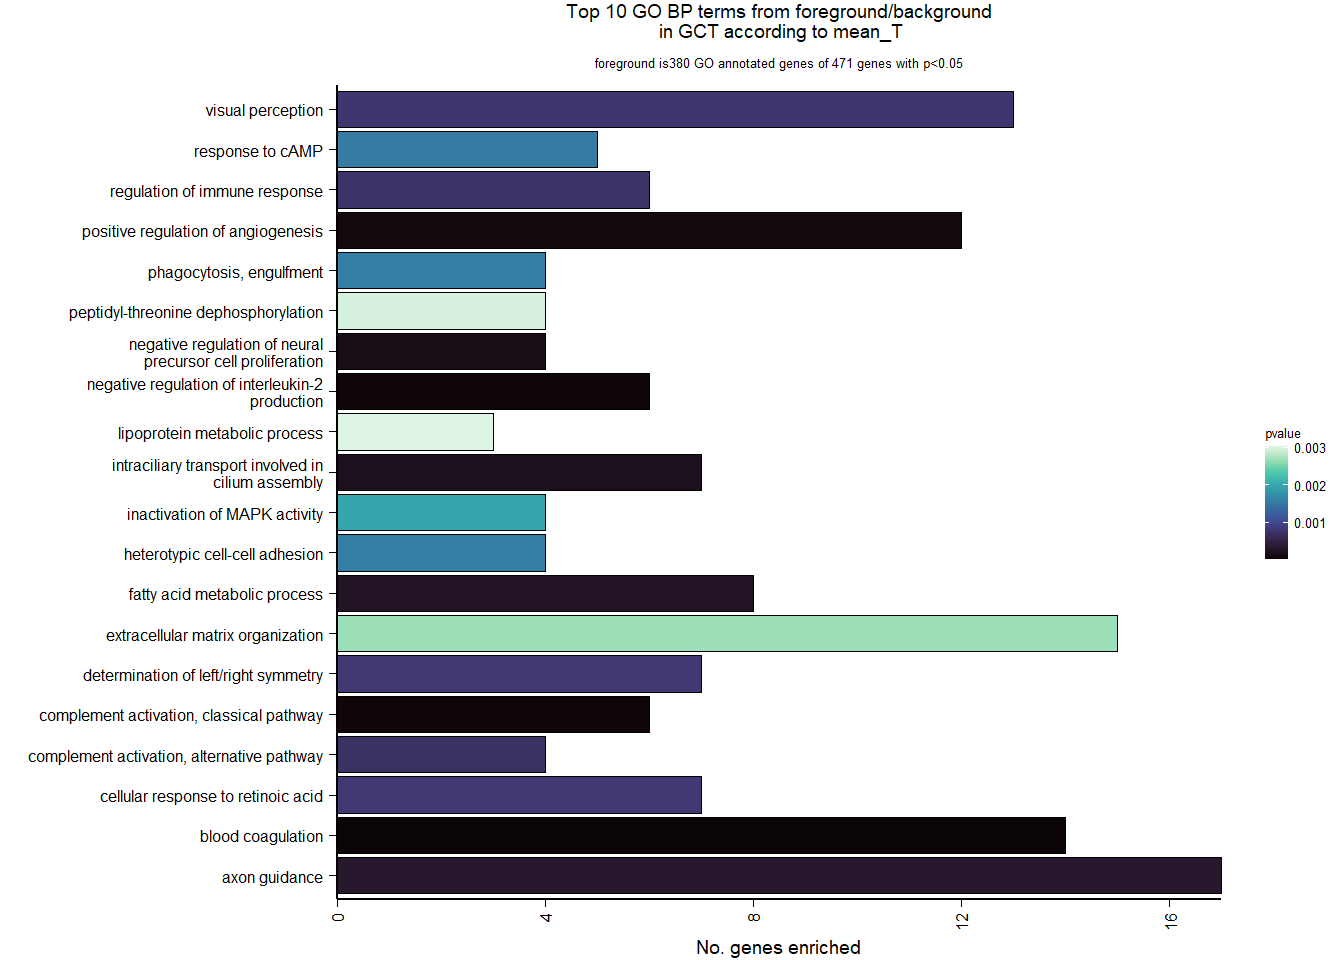 Top 10 GO BP terms from foreground/background
in GCT according to mean_T
foreground is380 GO annotated genes of 471 genes with p<0.05
visual perception
response to cAMP
regulation of immune response
positive regulation of angiogenesis
phagocytosis, engulfment
peptidyl-threonine dephosphorylation
negative regulation of neural
precursor cell proliferation
negative regulation of interleukin-2
production
lipoprotein metabolic process
intraciliary transport involved in
cilium assembly
inactivation of MAPK activity
heterotypic cell-cell adhesion
fatty acid metabolic process
extracellular matrix organization
determination of left/right symmetry
complement activation, classical pathway
complement activation, alternative pathway
cellular response to retinoic acid
blood coagulation
axon guidance
0
4
8
12
16
No. genes enriched
pvalue
0.003
0.002
0.001